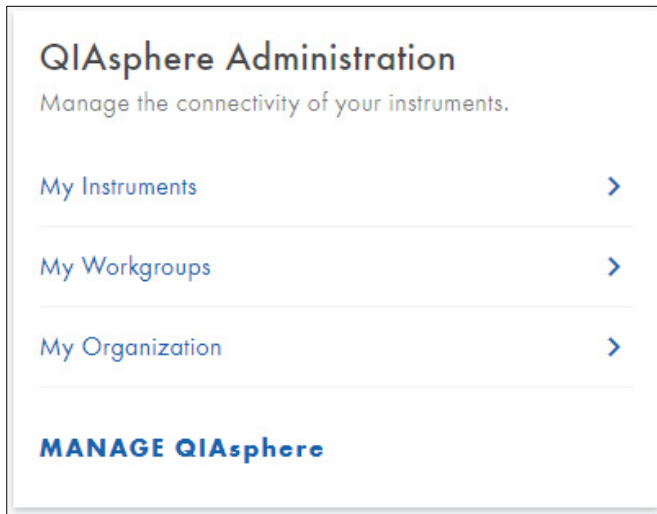 QIAsphere Administration
Manage the connectivity of your instruments.
My Instruments
My Workgroups
My Organization
MANAGE QIAsphere